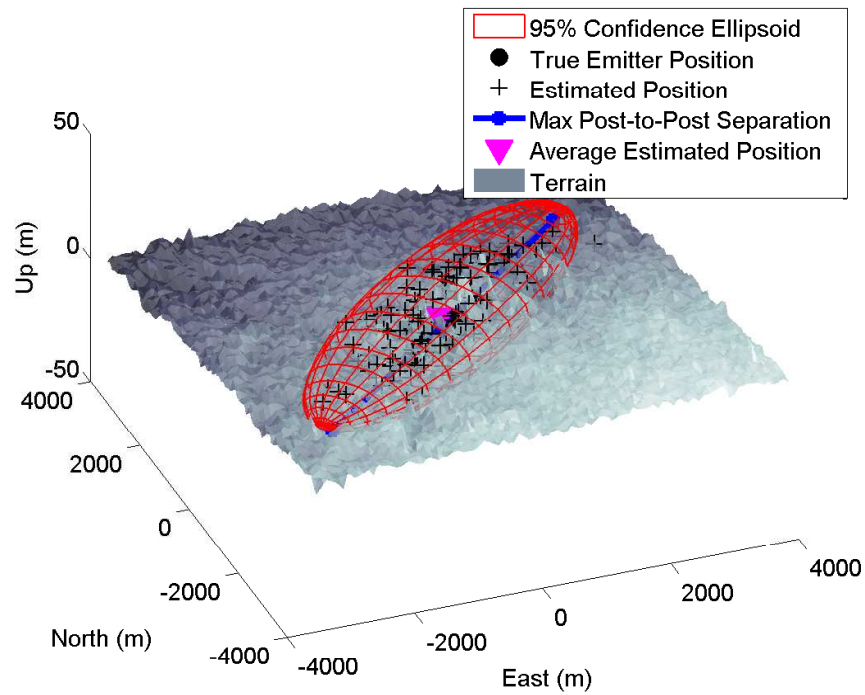 95% Confidence Ellipsoid
True Emitter Position
Estimated Position
Max Post-to-Post Separation
Average Estimated Position
Terrain
50
0
-50
Up (m)
4000
2000
0
-2000
-4000
North (m)
-4000
-2000
0
2000
4000
East (m)